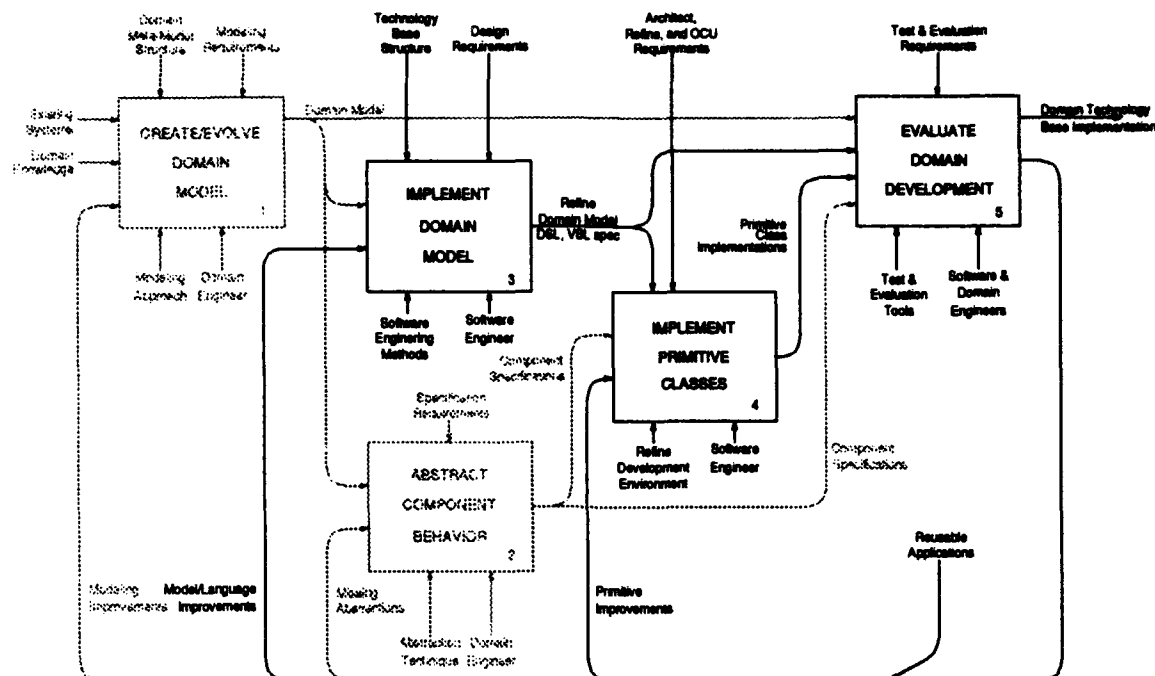 Domain
Meta-Model
Structure
Modeling
Requirements
Technology
Base
Structure
Design
Requirements
Architect,
Refine, and OCU
Requirements
Test & Evaluation
Requirements
Existing
Systems
Domain
Knowledge
CREATE/EVOLVE
DOMAIN
MODEL
1
Domain Model
Modeling
Approach
Domain
Engineer
IMPLEMENT
DOMAIN
MODEL
3
Refine
Domain Model
DSL, VSL spec
Software
Enginering
Methods
Software
Engineer
EVALUATE
DOMAIN
DEVELOPMENT
5
Domain Technology
Base Implementation
Primitive
Class
Implementations
Test &
Evaluation
Tools
Software &
Domain
Engineers
IMPLEMENT
PRIMITIVE
CLASSES
4
Component
Specifications
Refine
Development
Environment
Software
Engineer
Specification
Requirements
ABSTRACT
COMPONENT
BEHAVIOR
2
Component
Specifications
Reusable
Applications
Modeling
Improvements
Model/Language
Improvements
Missing
Primitive
Improvements
Abstraction
Technique
Domain
Engineer